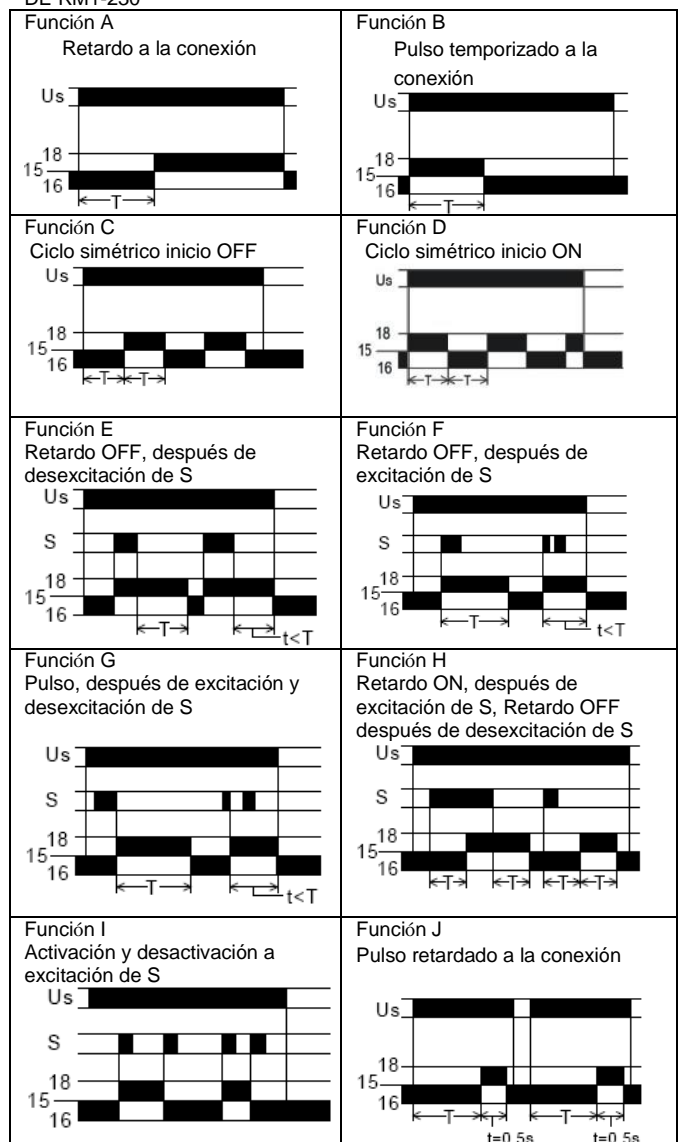 Función A
Retardo a la conexión
Us
18
15
16
T
Función B
Pulso temporizado a la
conexión
Us
18
15
16
T
Función C
Ciclo simétrico inicio OFF
Us
18
15
16
T T
Función D
Ciclo simétrico inicio ON
Us
18
15
16
T T
Función E
Retardo OFF, después de
desexcitación de S
Us
S
18
15
16
T
t<T
Función F
Retardo OFF, después de
excitación de S
Us
S
18
15
16
T
t<T
Función G
Pulso, después de excitación y
desexcitación de S
Us
S
18
15
16
T
t<T
Función H
Retardo ON, después de
excitación de S, Retardo OFF
después de desexcitación de S
Us
S
18
15
16
T T T T
Función I
Activación y desactivación a
excitación de S
Us
S
18
15
16
Función J
Pulso retardado a la conexión
Us
18
15
16
T T
t=0.5s t=0.5s